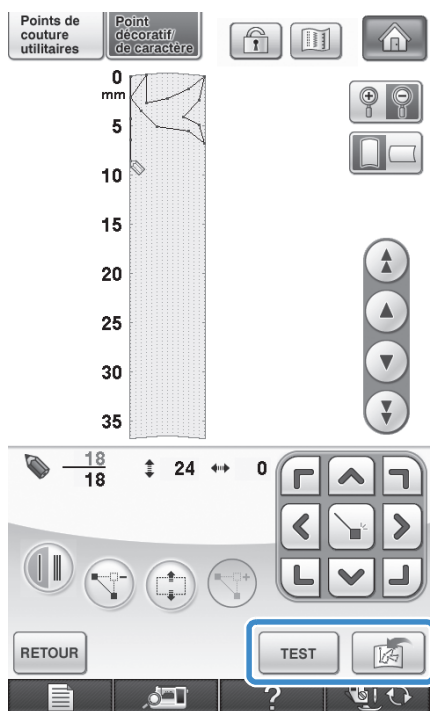 Points de
couture
utilitaires
Point
décoratif/
de caractère
0
mm
5
10
15
20
25
30
35
18
18
24
0
RETOUR
TEST
?